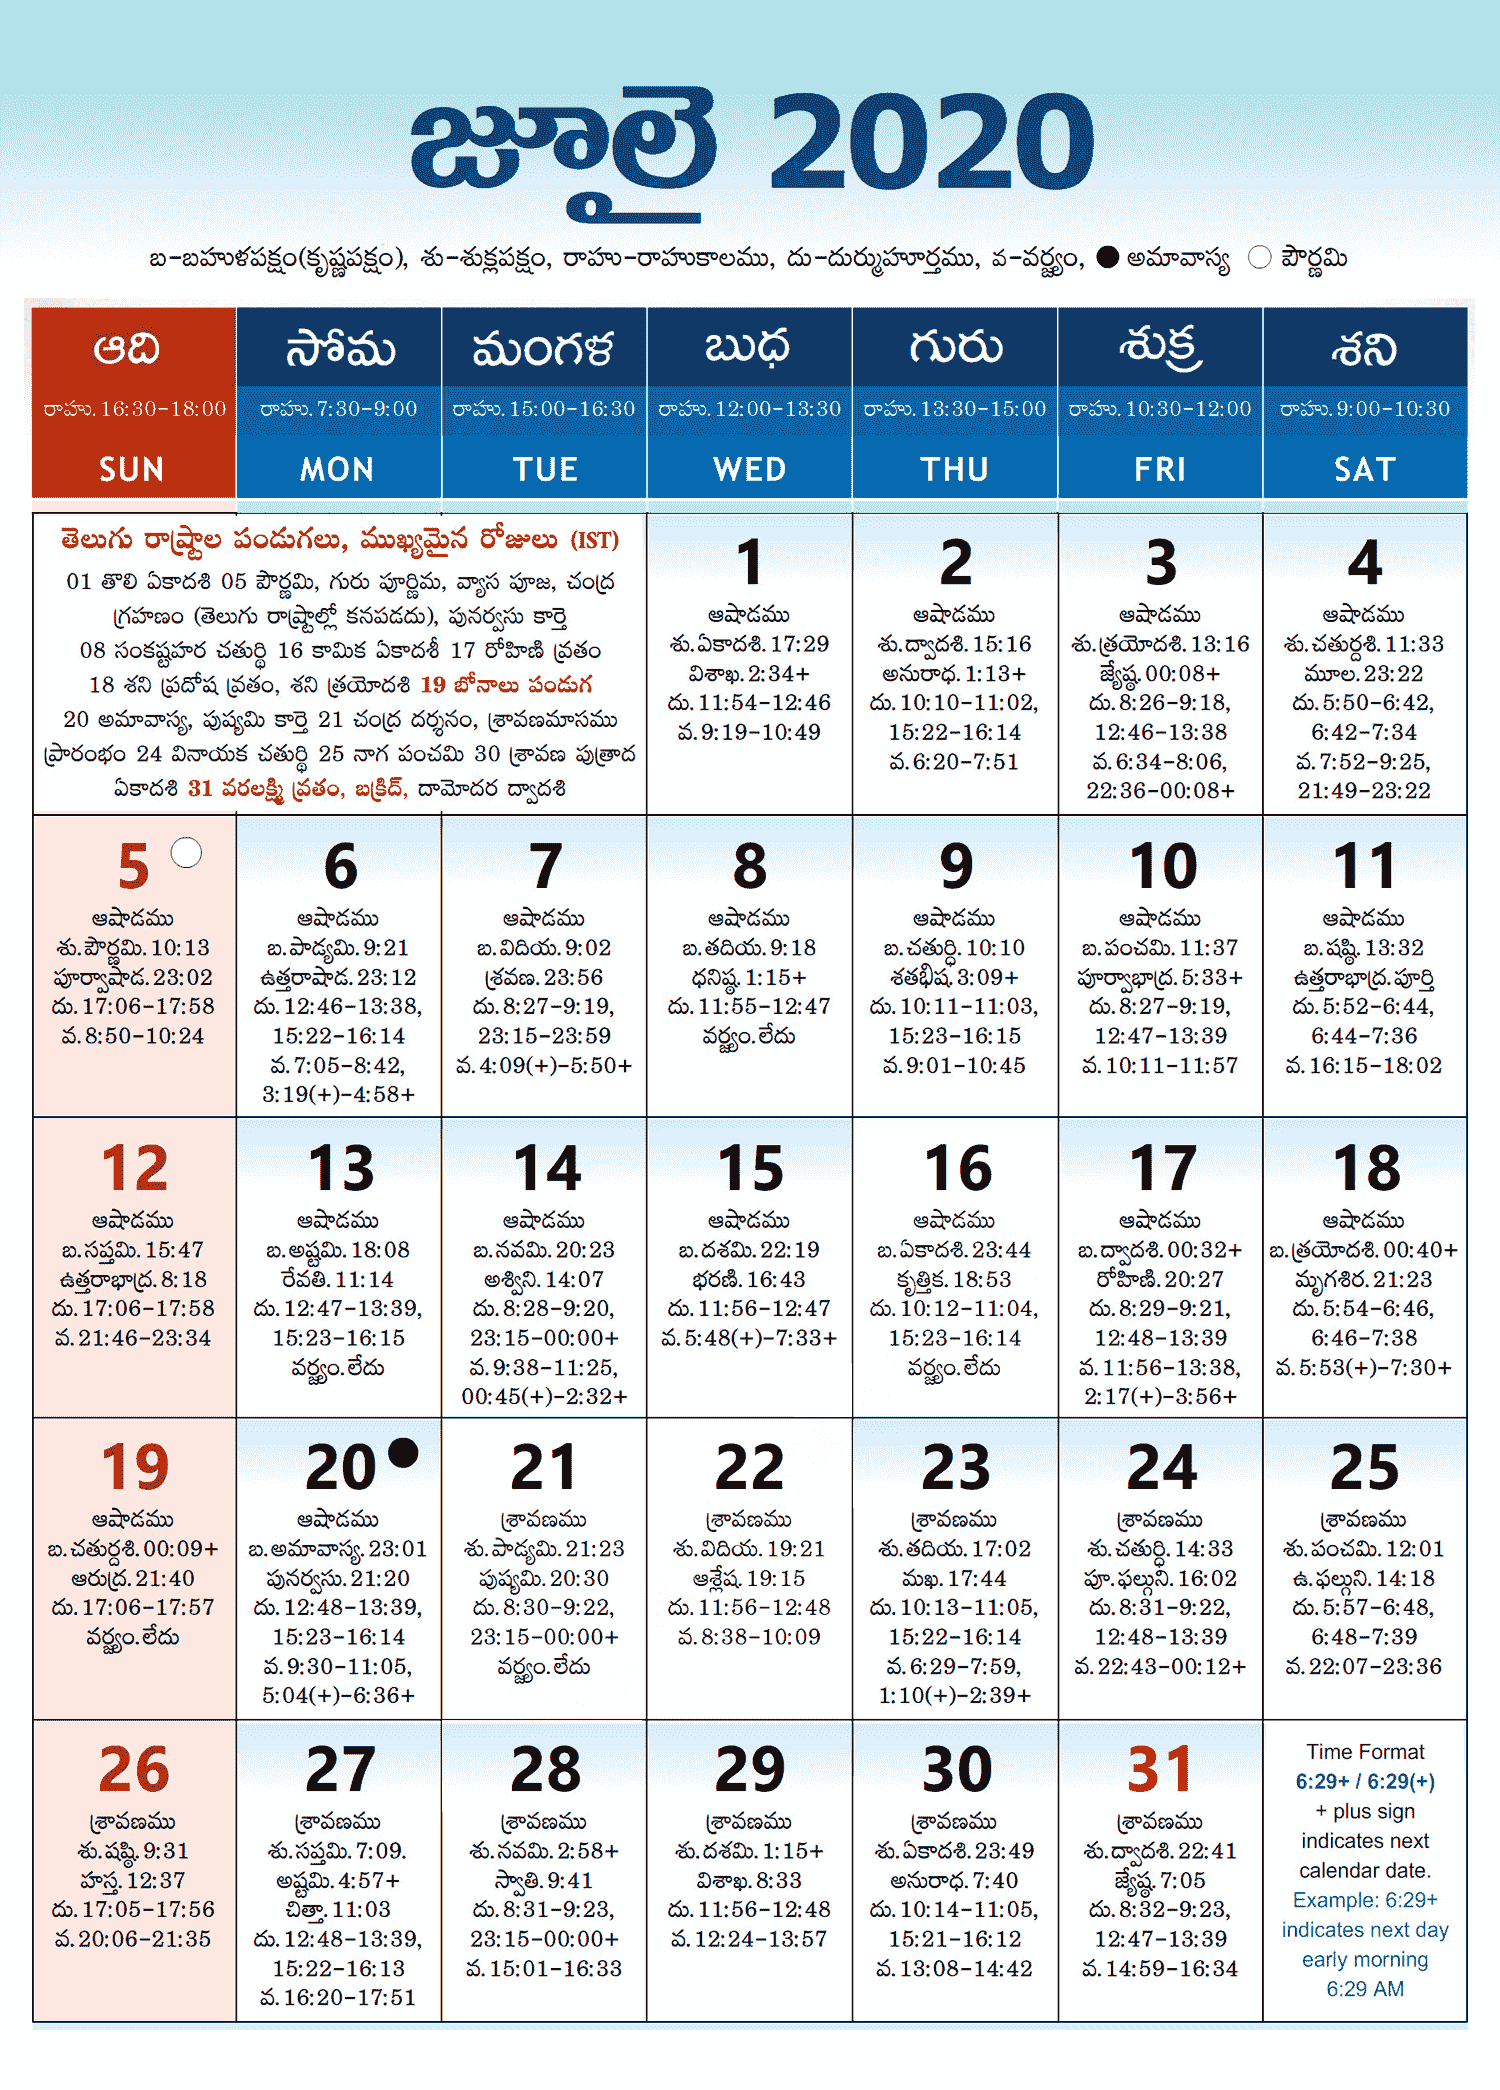 జూలై 2020
బ-బహుళపక్షం(కృష్ణపక్షం), శు-శుక్లపక్షం, రాహు-రాహుకాలము, దు-దుర్ముహూర్తము, వ-వర్జ్యం, అమావాస్య పౌర్ణమి
ఆది సోమ మంగళ బుధ గురు శుక్ర శని
రాహు.16:30-18:00 రాహు.7:30-9:00 రాహు.15:00-16:30 రాహు.12:00-13:30 రాహు.13:30-15:00 రాహు.10:30-12:00 రాహు.9:00-10:30
SUN MON TUE WED THU FRI SAT
తెలుగు రాష్ట్రాల పండుగలు, ముఖ్యమైన రోజులు (IST)
01 తొలి ఏకాదశి 05 పౌర్ణమి, గురు పూర్ణిమ, వ్యాస పూజ, చంద్ర
గ్రహణం (తెలుగు రాష్ట్రాల్లో కనపడదు), పునర్వసు కార్తె
08 సంకష్టహర చతుర్థి 16 కామిక ఏకాదశీ 17 రోహిణి వ్రతం
18 శని ప్రదోష వ్రతం, శని త్రయోదశి 19 బోనాలు పండుగ
20 అమావాస్య, పుష్యమి కార్తె 21 చంద్ర దర్శనం, శ్రావణమాసము
ప్రారంభం 24 వినాయక చతుర్థి 25 నాగ పంచమి 30 శ్రావణ పుత్రాద
ఏకాదశి 31 వరలక్ష్మి వ్రతం, బక్రీద్, దామోదర ద్వాదశి
1
ఆషాడము
శు.ఏకాదశి.17:29
విశాఖ.2:34+
దు.11:54-12:46
వ.9:19-10:49
2
ఆషాడము
శు.ద్వాదశి.15:16
అనురాధ.1:13+
దు.10:10-11:02,
15:22-16:14
వ.6:20-7:51
3
ఆషాడము
శు.త్రయోదశి.13:16
జ్యేష్ఠ.00:08+
దు.8:26-9:18,
12:46-13:38
వ.6:34-8:06,
22:36-00:08+
4
ఆషాడము
శు.చతుర్దశి.11:33
మూల.23:22
దు.5:50-6:42,
6:42-7:34
వ.7:52-9:25,
21:49-23:22
5
ఆషాడము
శు.పౌర్ణమి.10:13
పూర్వాషాడ.23:02
దు.17:06-17:58
వ.8:50-10:24
6
ఆషాడము
బ.పాడ్యమి.9:21
ఉత్తరాషాడ.23:12
దు.12:46-13:38,
15:22-16:14
వ.7:05-8:42,
3:19(+)-4:58+
7
ఆషాడము
బ.విదియ.9:02
శ్రవణ.23:56
దు.8:27-9:19,
23:15-23:59
వ.4:09(+)-5:50+
8
ఆషాడము
బ.తదియ.9:18
ధనిష్ఠ.1:15+
దు.11:55-12:47
వర్జ్యం.లేదు
9
ఆషాడము
బ.చతుర్ధి.10:10
శతభిష.3:09+
దు.10:11-11:03,
15:23-16:15
వ.9:01-10:45
10
ఆషాడము
బ.పంచమి.11:37
పూర్వాభాద్ర.5:33+
దు.8:27-9:19,
12:47-13:39
వ.10:11-11:57
11
ఆషాడము
బ.షష్ఠి.13:32
ఉత్తరాభాద్ర.పూర్తి
దు.5:52-6:44,
6:44-7:36
వ.16:15-18:02
12
ఆషాడము
బ.సప్తమి.15:47
ఉత్తరాభాద్ర.8:18
దు.17:06-17:58
వ.21:46-23:34
13
ఆషాడము
బ.అష్టమి.18:08
రేవతి.11:14
దు.12:47-13:39,
15:23-16:15
వర్జ్యం.లేదు
14
ఆషాడము
బ.నవమి.20:23
అశ్విని.14:07
దు.8:28-9:20,
23:15-00:00+
వ.9:38-11:25,
00:45(+)-2:32+
15
ఆషాడము
బ.దశమి.22:19
భరణి.16:43
దు.11:56-12:47
వ.5:48(+)-7:33+
16
ఆషాడము
బ.ఏకాదశి.23:44
కృత్తిక.18:53
దు.10:12-11:04,
15:23-16:14
వర్జ్యం.లేదు
17
ఆషాడము
బ.ద్వాదశి.00:32+
రోహిణి.20:27
దు.8:29-9:21,
12:48-13:39
వ.11:56-13:38,
2:17(+)-3:56+
18
ఆషాడము
బ.త్రయోదశి.00:40+
మృగశిర.21:23
దు.5:54-6:46,
6:46-7:38
వ.5:53(+)-7:30+
19
ఆషాడము
బ.చతుర్దశి.00:09+
ఆరుద్ర.21:40
దు.17:06-17:57
వర్జ్యం.లేదు
20
ఆషాడము
బ.అమావాస్య.23:01
పునర్వసు.21:20
దు.12:48-13:39,
15:23-16:14
వ.9:30-11:05,
5:04(+)-6:36+
21
శ్రావణము
శు.పాడ్యమి.21:23
పుష్యమి.20:30
దు.8:30-9:22,
23:15-00:00+
వర్జ్యం.లేదు
22
శ్రావణము
శు.విదియ.19:21
ఆశ్లేష.19:15
దు.11:56-12:48
వ.8:38-10:09
23
శ్రావణము
శు.తదియ.17:02
మఖ.17:44
దు.10:13-11:05,
15:22-16:14
వ.6:29-7:59,
1:10(+)-2:39+
24
శ్రావణము
శు.చతుర్ధి.14:33
పూ.ఫల్గుని.16:02
దు.8:31-9:22,
12:48-13:39
వ.22:43-00:12+
25
శ్రావణము
శు.పంచమి.12:01
ఉ.ఫల్గుని.14:18
దు.5:57-6:48,
6:48-7:39
వ.22:07-23:36
26
శ్రావణము
శు.షష్ఠి.9:31
హస్త.12:37
దు.17:05-17:56
వ.20:06-21:35
27
శ్రావణము
శు.సప్తమి.7:09.
అష్టమి.4:57+
చిత్తా.11:03
దు.12:48-13:39,
15:22-16:13
వ.16:20-17:51
28
శ్రావణము
శు.నవమి.2:58+
స్వాతి.9:41
దు.8:31-9:23,
23:15-00:00+
వ.15:01-16:33
29
శ్రావణము
శు.దశమి.1:15+
విశాఖ.8:33
దు.11:56-12:48
వ.12:24-13:57
30
శ్రావణము
శు.ఏకాదశి.23:49
అనురాధ.7:40
దు.10:14-11:05,
15:21-16:12
వ.13:08-14:42
31
శ్రావణము
శు.ద్వాదశి.22:41
జ్యేష్ఠ.7:05
దు.8:32-9:23,
12:47-13:39
వ.14:59-16:34
Time Format
6:29+ / 6:29(+)
+ plus sign
indicates next
calendar date.
Example: 6:29+
indicates next day
early morning
6:29 AM